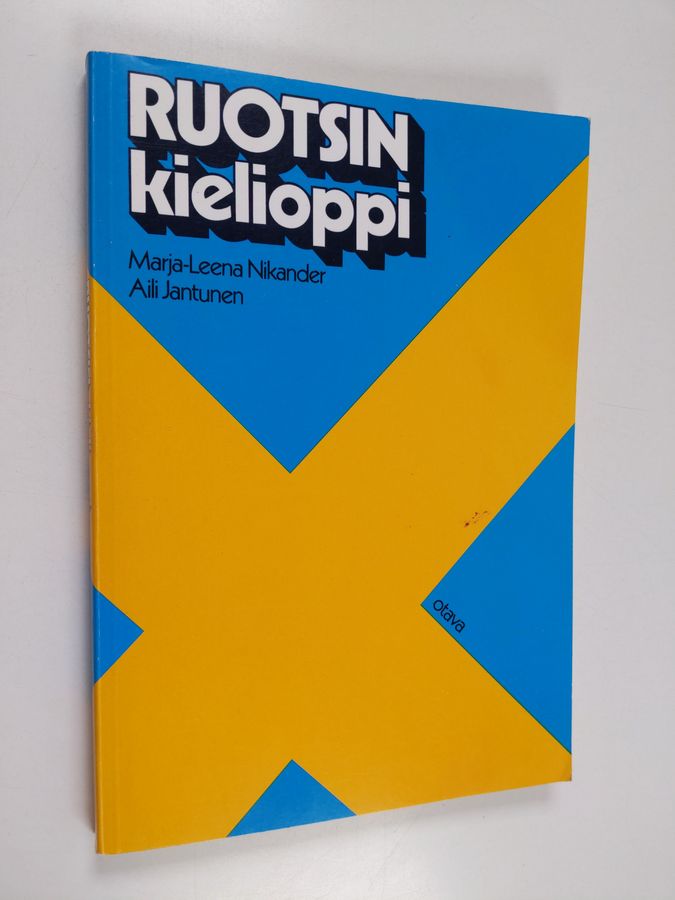 RUOTSIN
kielioppi
Marja-Leena Nikander
Aili Jantunen
otava